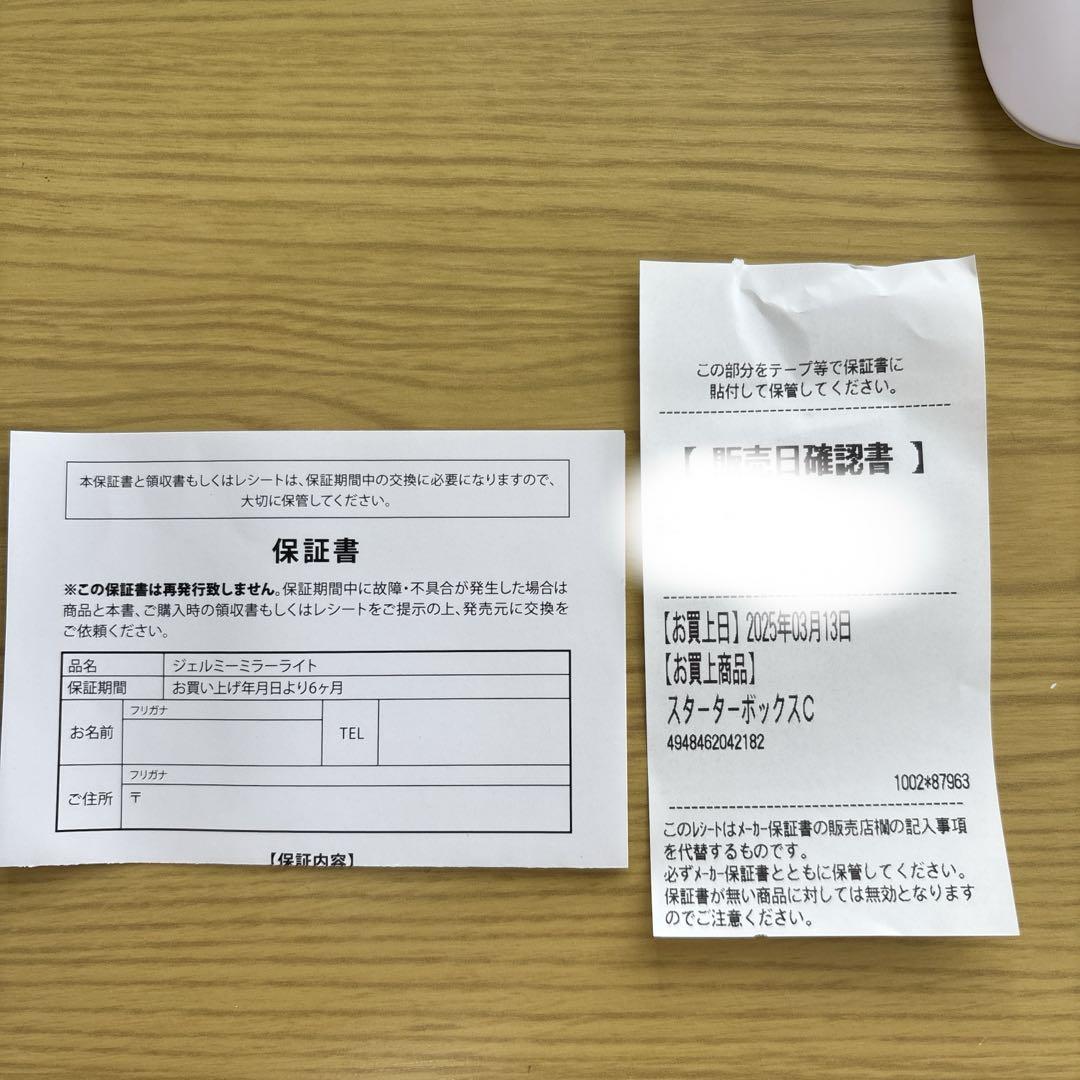 本保証書と領収書もしくはレシートは、保証期間中の交換に必要になりますので、
大切に保管してください。
保証書
※この保証書は再発行致しません。保証期間中に故障・不具合が発生した場合は
商品と本書、ご購入時の領収書もしくはレシートをご提示の上、発売元に交換を
ご依頼ください。
品名 ジェルミーミラーライト
保証期間 お買い上げ年月日より6ヶ月
お名前 フリガナ TEL
ご住所 フリガナ
〒
【保証内容】
この部分をテープ等で保証書に
貼付して保管してください。
【 販売日確認書 】
【お買上日】2025年03月13日
【お買上商品】
スターターボックスC
4948462042182
1002*87963
このレシートはメーカー保証書の販売店欄の記入事項
を代替するものです。
必ずメーカー保証書とともに保管してください。
保証書が無い商品に対しては無効となります
のでご注意ください。